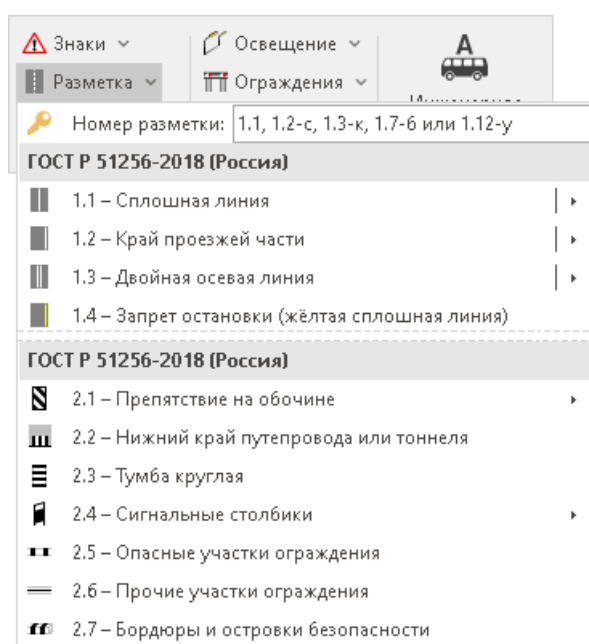 Знаки
Освещение
Разметка
Ограждения
Номер разметки: 1.1, 1.2-с, 1.3-к, 1.7-6 или 1.12-у
ГОСТ Р 51256-2018 (Россия)
1.1 – Сплошная линия
1.2 – Край проезжей части
1.3 – Двойная осевая линия
1.4 – Запрет остановки (жёлтая сплошная линия)
ГОСТ Р 51256-2018 (Россия)
2.1 – Препятствие на обочине
2.2 – Нижний край путепровода или тоннеля
2.3 – Тумба круглая
2.4 – Сигнальные столбики
2.5 – Опасные участки ограждения
2.6 – Прочие участки ограждения
2.7 – Бордюры и островки безопасности